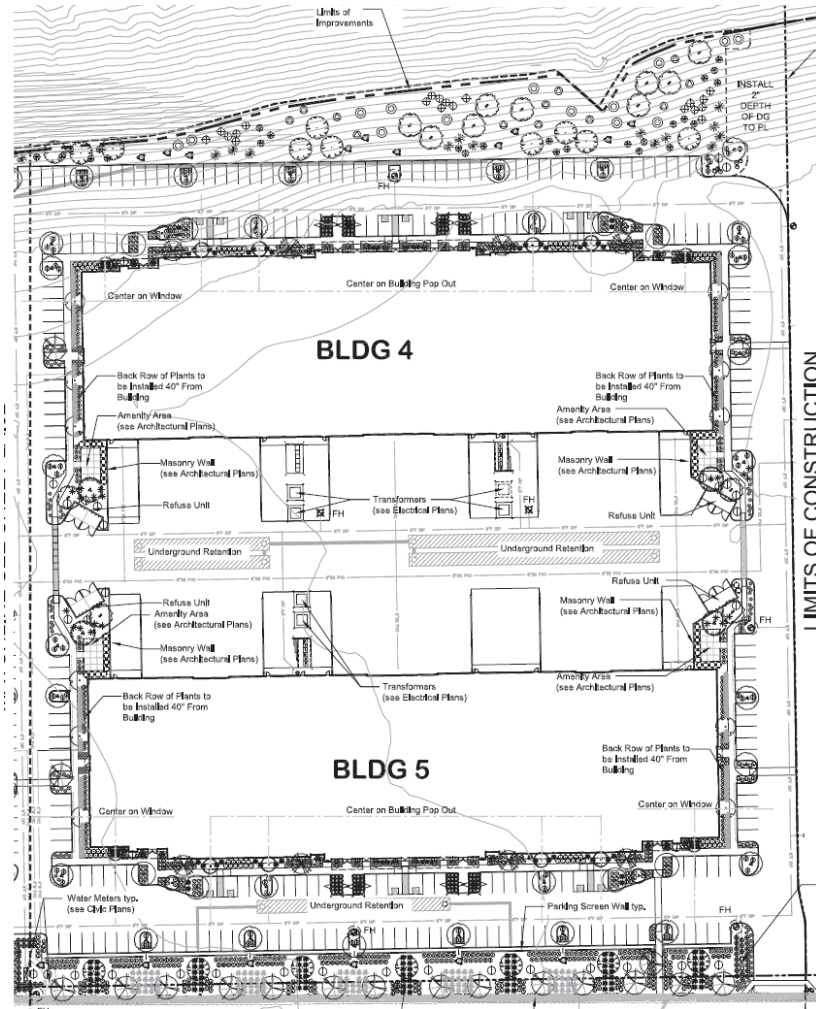 Limits of
Improvements
INSTALL
2"
DEPTH
OF DG
TO PL
FH
Center on Window
Center on Building Pop Out
Center on Window
BLDG 4
Back Row of Plants to
be Installed 40" From
Building
Back Row of Plants to
be Installed 40" From
Building
Amenity Area
(see Architectural Plans)
Amenity Area
(see Architectural Plans)
Masonry Wall
(see Architectural Plans)
Masonry Wall
(see Architectural Plans)
Transformers
(see Electrical Plans)
FH
FH
Refuse Unit
Refuse Unit
Underground Retention
Underground Retention
LIMITS OF CONSTRUCTION
Refuse Unit
Amenity Area
(see Architectural Plans)
Masonry Wall
(see Architectural Plans)
Refuse Unit
Masonry Wall
(see Architectural Plans)
FH
Amenity Area
(see Architectural Plans)
Transformers
(see Electrical Plans)
Back Row of Plants to
be Installed 40" From
Building
Back Row of Plants to
be Installed 40" From
Building
BLDG 5
Center on Window
Center on Building Pop Out
Center on Window
Water Meters typ.
(see Civic Plans)
Underground Retention
Parking Screen Wall typ.
FH
FH
FH